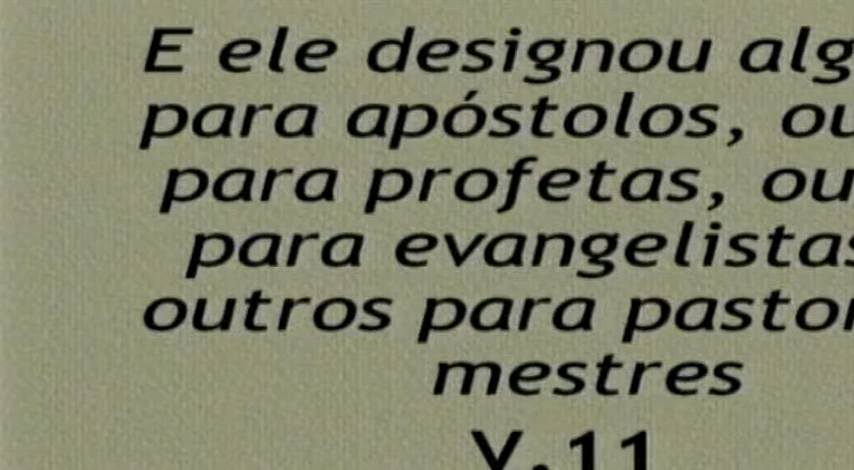 E ele designou alg
para apóstolos, ou
para profetas, ou
para evangelistas
outros para pastor
mestres
V.11